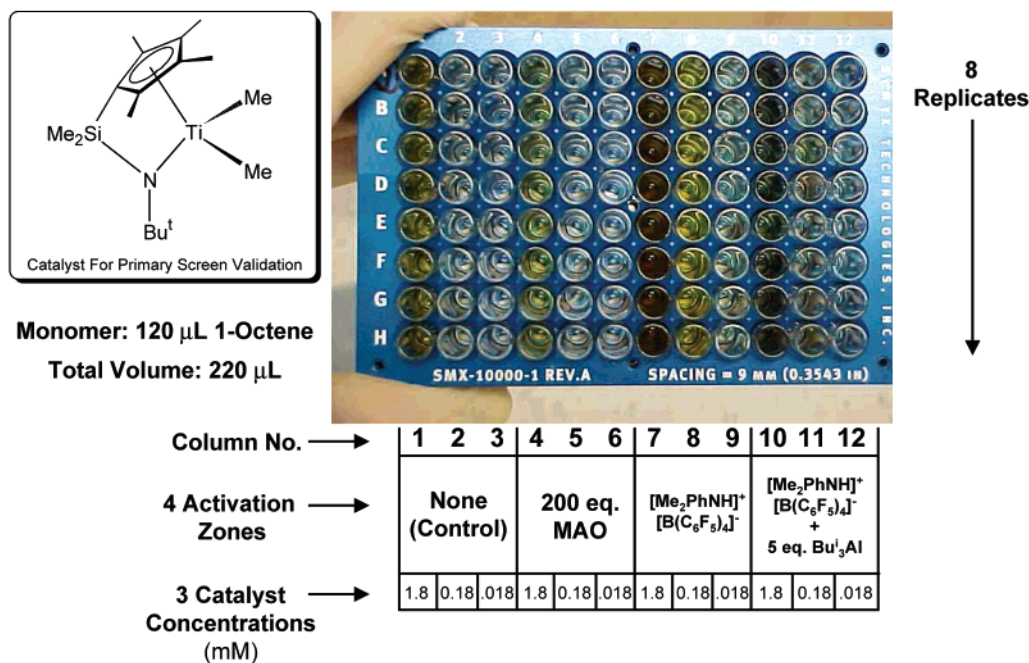 Me
Me₂Si
Ti
N
Me
Buᵗ
Catalyst For Primary Screen Validation
Monomer: 120 μL 1-Octene
Total Volume: 220 μL
2 3 4 5 6 7 8 9 10 11 12
B
C
D
E
F
G
H
TECHNOLOGIES, INC.
SMX-10000-1 REV.A
SPACING = 9 MM (0.3543 IN)
8
Replicates
Column No.
1 2 3 4 5 6 7 8 9 10 11 12
4 Activation
Zones
None
(Control)
200 eq.
MAO
[Me₂PhNH]⁺
[B(C₆F₅)₄]⁻
[Me₂PhNH]⁺
[B(C₆F₅)₄]⁻
+
5 eq. Buⁱ₃Al
3 Catalyst
Concentrations
(mM)
1.8 0.18 .018 1.8 0.18 .018 1.8 0.18 .018 1.8 0.18 .018